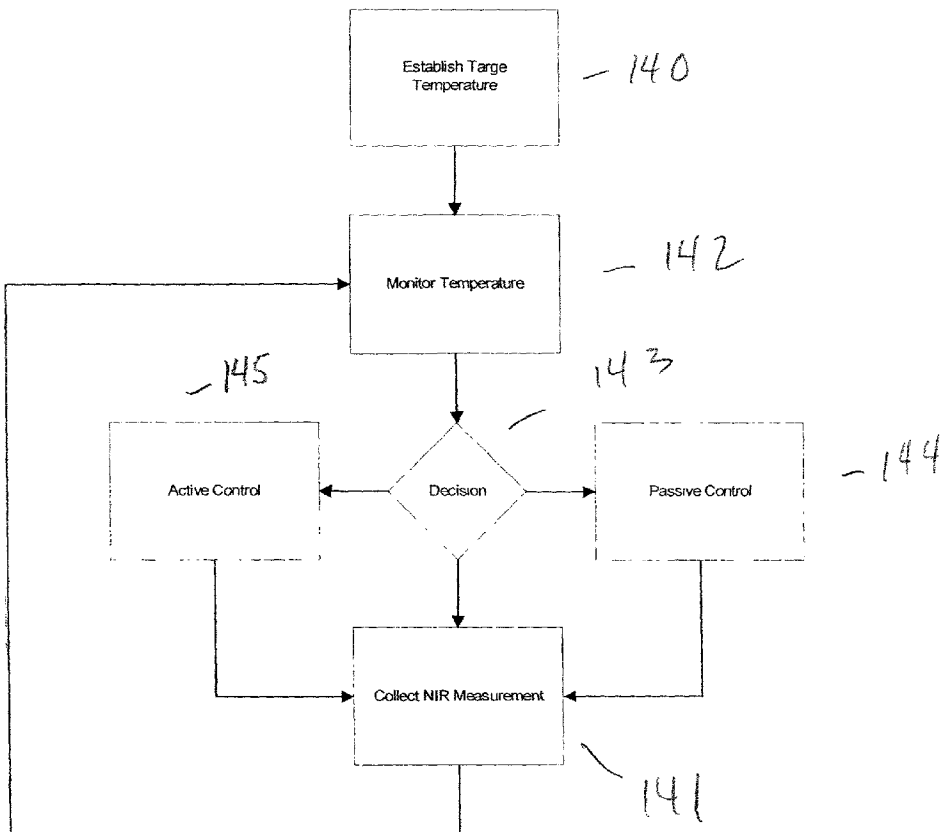 Establish Targe
Temperature
140
Monitor Temperature
142
143
145
Active Control
Decision
Passive Control
144
Collect NIR Measurement
141